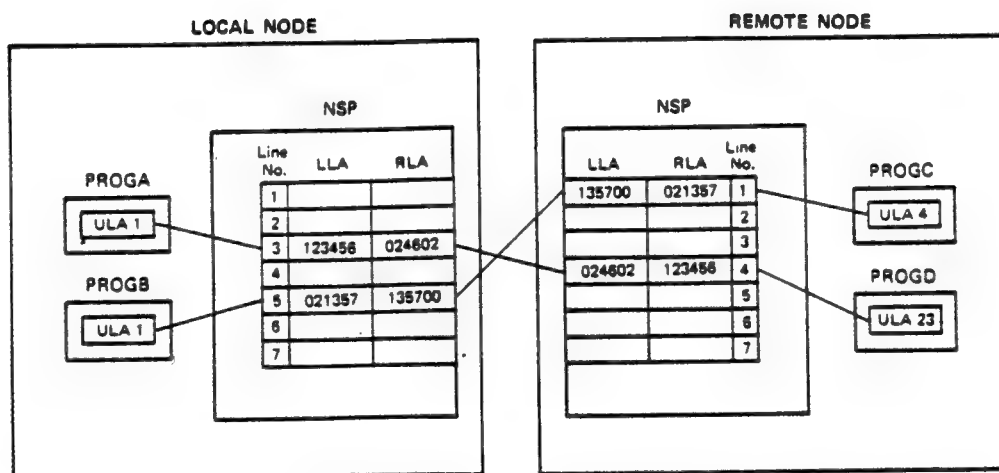 LOCAL NODE
REMOTE NODE
NSP
Line No.
LLA
RLA
1
2
3 123456 024602
4
5 021357 135700
6
7
PROGA
ULA 1
PROGB
ULA 1
NSP
LLA
RLA
Line No.
135700 021357 1
2
3
024602 123456 4
5
6
7
PROGC
ULA 4
PROGD
ULA 23